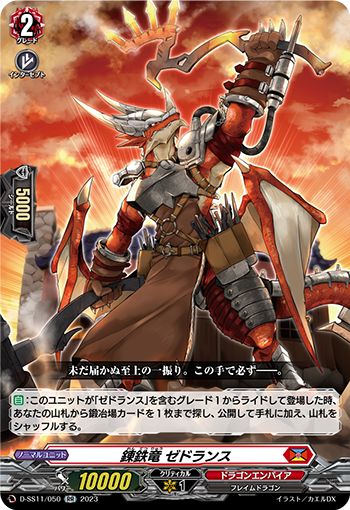 2
グレード
インターセプト
5000
シールド
未だ届かぬ至上の一振り。この手で必ず――。
自:このユニットが「ゼドランス」を含むグレード1からライドして登場した時、
あなたの山札から鍛冶場カードを1枚まで探し、公開して手札に加え、山札を
シャッフルする。
ノーマルユニット
錬鉄竜 ゼドランス
パワー 10000
クリティカル
1
ドラゴンエンパイア
フレイムドラゴン
D-SS11/050 RR 2023
イラスト/カエルDX